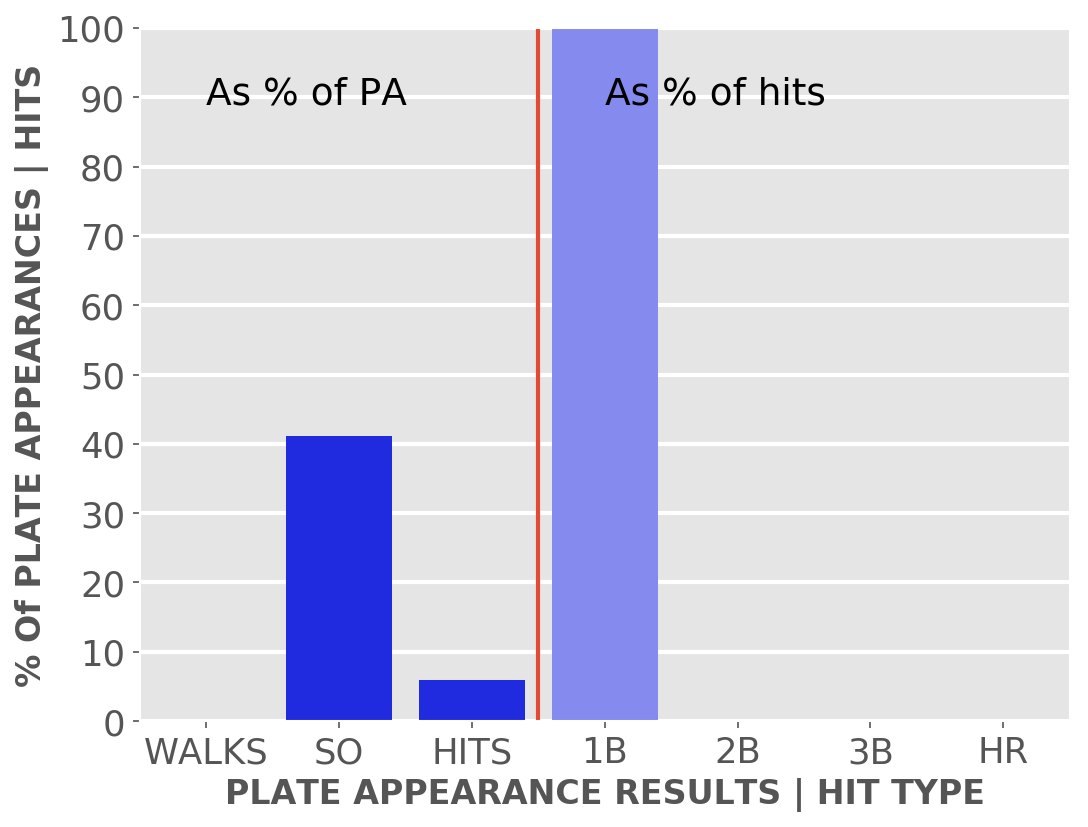 % Of PLATE APPEARANCES | HITS
100
90
80
70
60
50
40
30
20
10
0
As % of PA
As % of hits
WALKS SO HITS 1B 2B 3B HR
PLATE APPEARANCE RESULTS | HIT TYPE